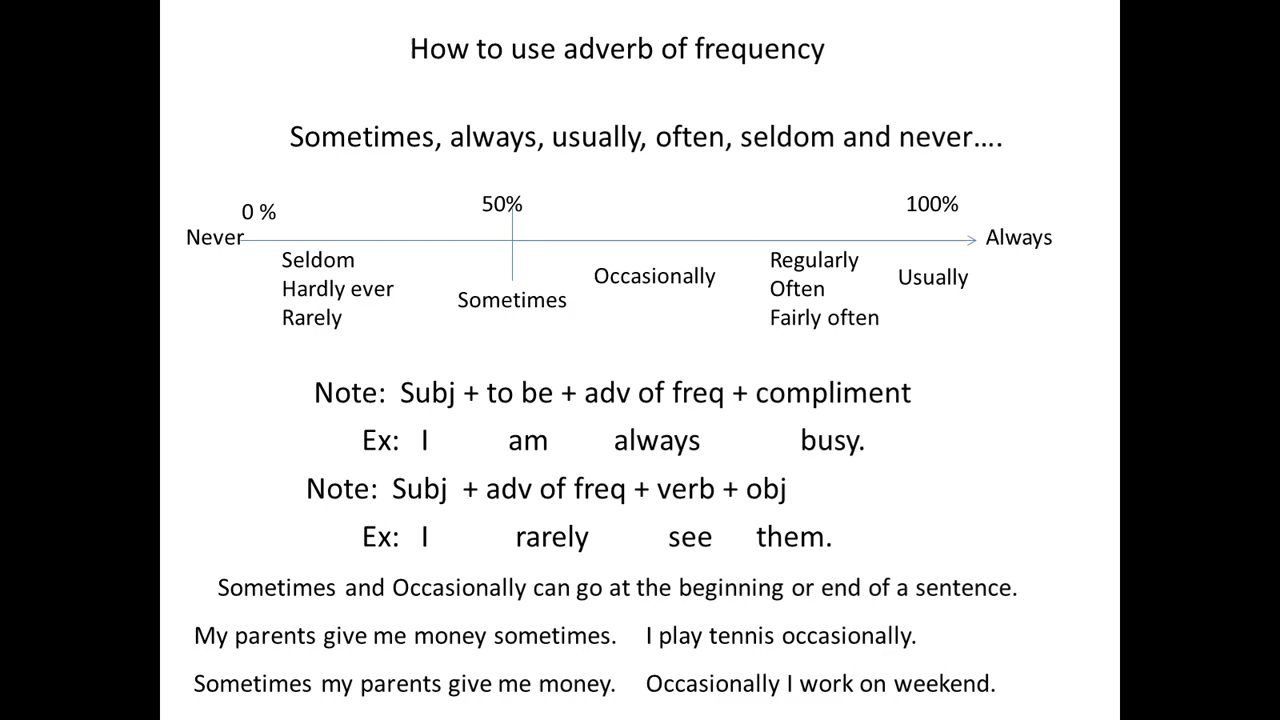 How to use adverb of frequency
Sometimes, always, usually, often, seldom and never....
0 % 50% 100%
Never Always
Seldom Occasionally Regularly Usually
Hardly ever Sometimes Often
Rarely Fairly often
Note: Subj + to be + adv of freq + compliment
Ex: I am always busy.
Note: Subj + adv of freq + verb + obj
Ex: I rarely see them.
Sometimes and Occasionally can go at the beginning or end of a sentence.
My parents give me money sometimes. I play tennis occasionally.
Sometimes my parents give me money. Occasionally I work on weekend.